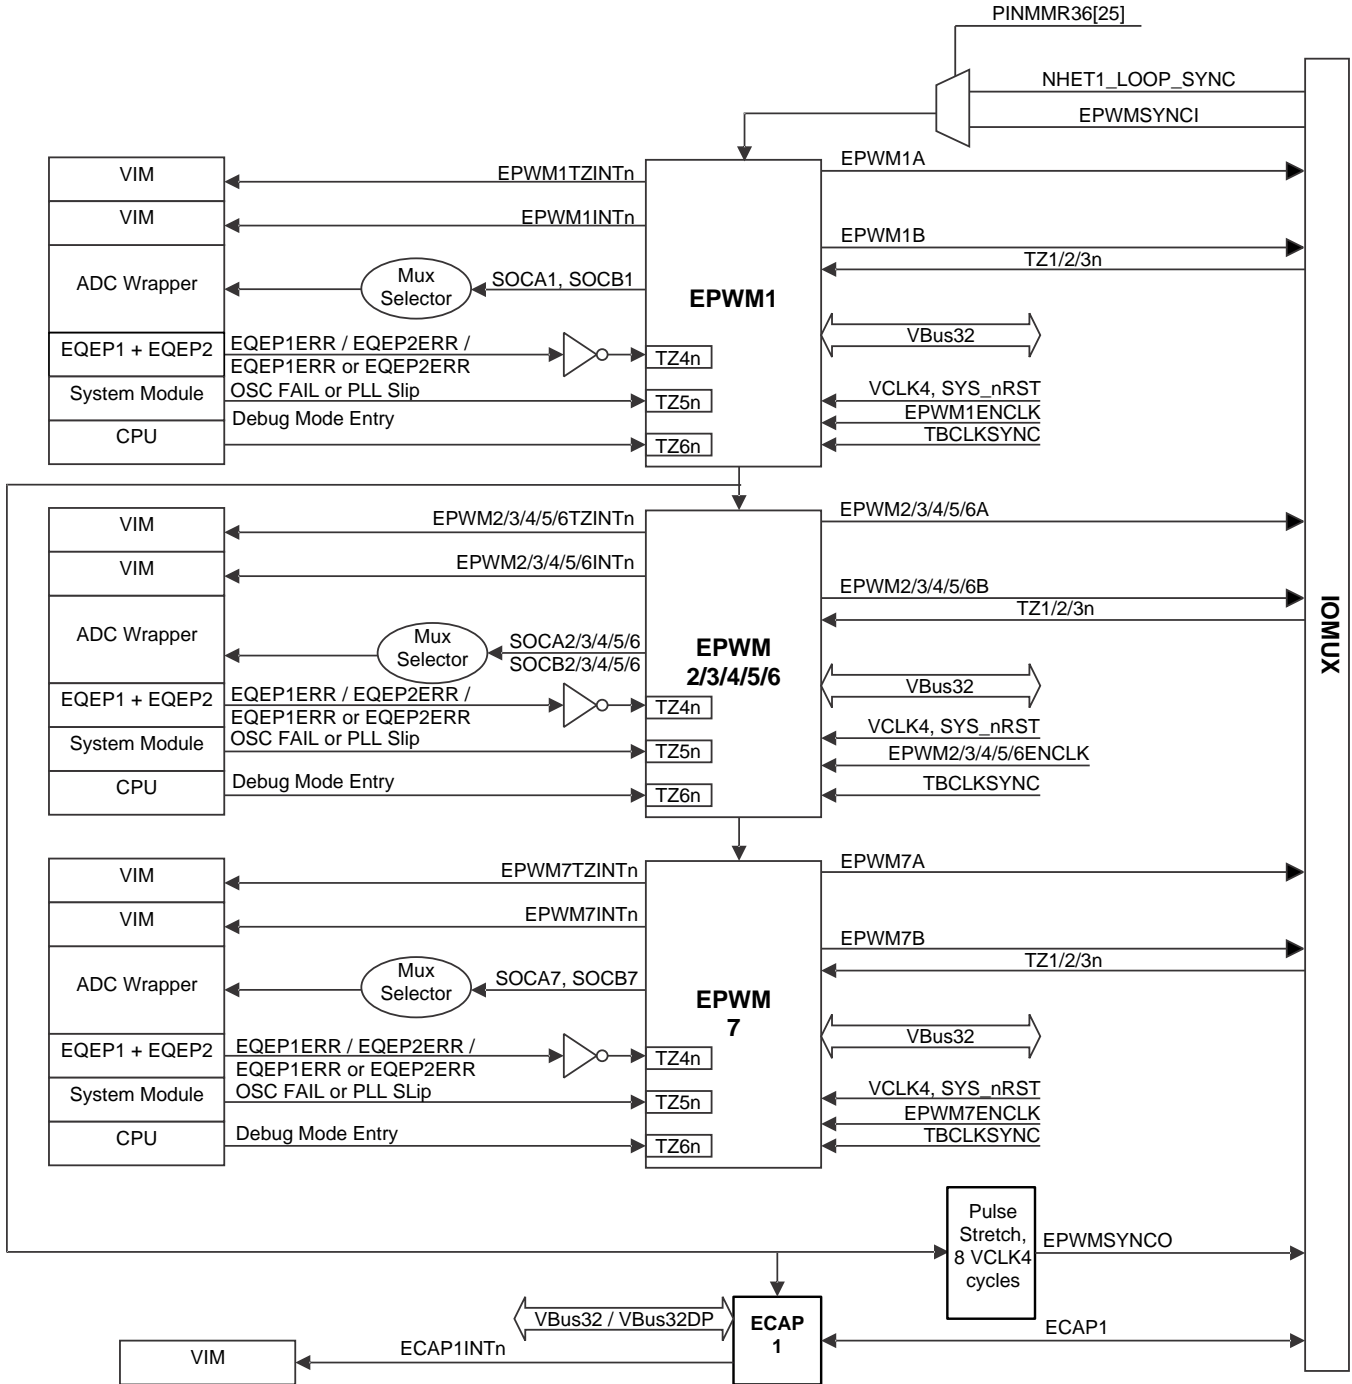 PINMMR36[25]
NHET1_LOOP_SYNC
EPWMSYNCI
VIM
EPWM1TZINTn
EPWM1A
VIM
EPWM1INTn
EPWM1B
TZ1/2/3n
ADC Wrapper
Mux
Selector
SOCA1, SOCB1
EPWM1
VBus32
EQEP1 + EQEP2
EQEP1ERR / EQEP2ERR /
EQEP1ERR or EQEP2ERR
TZ4n
System Module
OSC FAIL or PLL Slip
TZ5n
VCLK4, SYS_nRST
EPWM1ENCLK
CPU
Debug Mode Entry
TZ6n
TBCLKSYNC
VIM
EPWM2/3/4/5/6TZINTn
EPWM2/3/4/5/6A
VIM
EPWM2/3/4/5/6INTn
EPWM2/3/4/5/6B
TZ1/2/3n
ADC Wrapper
Mux
Selector
SOCA2/3/4/5/6
SOCB2/3/4/5/6
EPWM
2/3/4/5/6
VBus32
IOMUX
EQEP1 + EQEP2
EQEP1ERR / EQEP2ERR /
EQEP1ERR or EQEP2ERR
TZ4n
System Module
OSC FAIL or PLL Slip
TZ5n
VCLK4, SYS_nRST
EPWM2/3/4/5/6ENCLK
CPU
Debug Mode Entry
TZ6n
TBCLKSYNC
VIM
EPWM7TZINTn
EPWM7A
VIM
EPWM7INTn
EPWM7B
TZ1/2/3n
ADC Wrapper
Mux
Selector
SOCA7, SOCB7
EPWM
7
VBus32
EQEP1 + EQEP2
EQEP1ERR / EQEP2ERR /
EQEP1ERR or EQEP2ERR
TZ4n
System Module
OSC FAIL or PLL SLip
TZ5n
VCLK4, SYS_nRST
EPWM7ENCLK
CPU
Debug Mode Entry
TZ6n
TBCLKSYNC
Pulse
Stretch,
8 VCLK4
cycles
EPWMSYNCO
VBus32 / VBus32DP
ECAP
1
ECAP1
VIM
ECAP1INTn